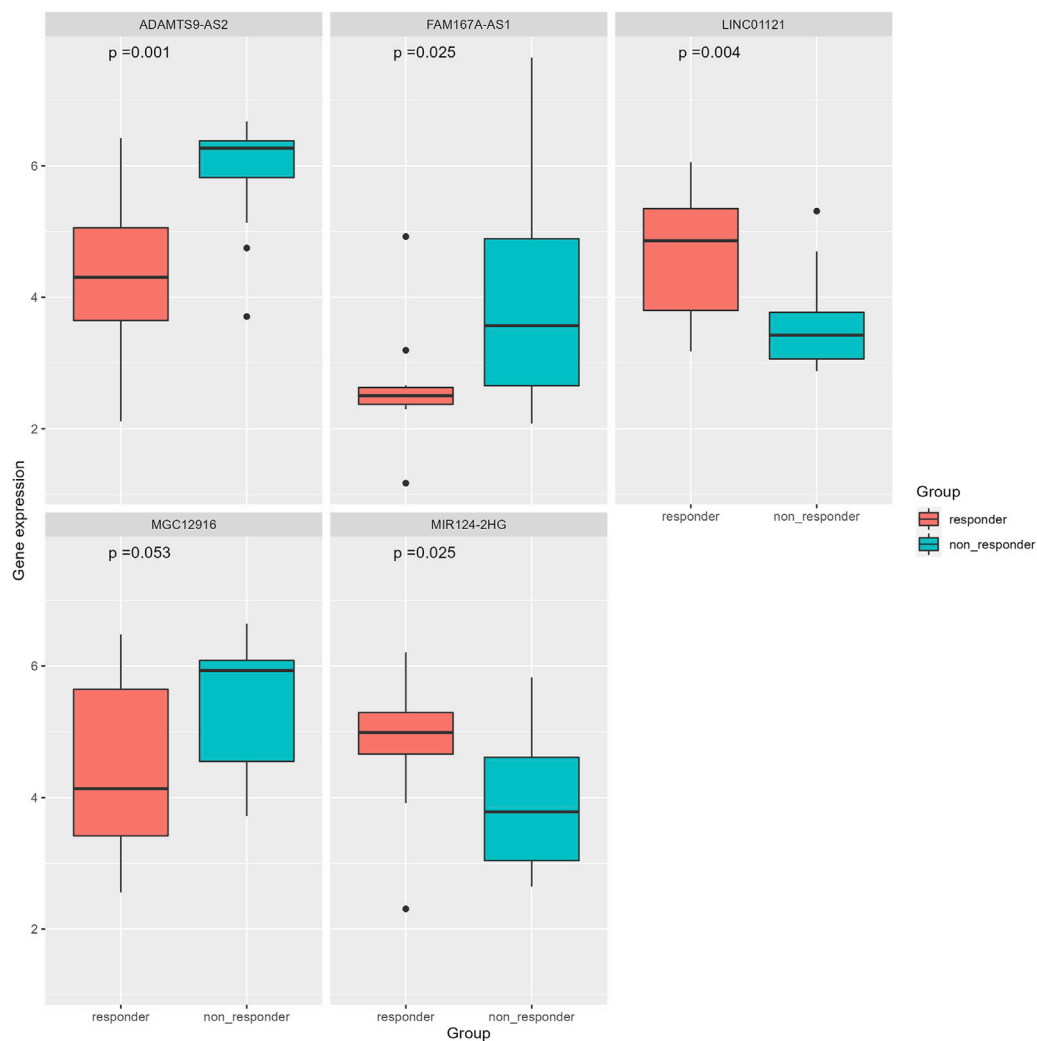 ADAMTS9-AS2
FAM167A-AS1
LINC01121
p =0.001
p =0.025
p =0.004
6
4
2
responder
non_responder
Gene expression
Group
responder
non_responder
MGC12916
MIR124-2HG
p =0.053
p =0.025
6
4
2
responder
non_responder
responder
non_responder
Group